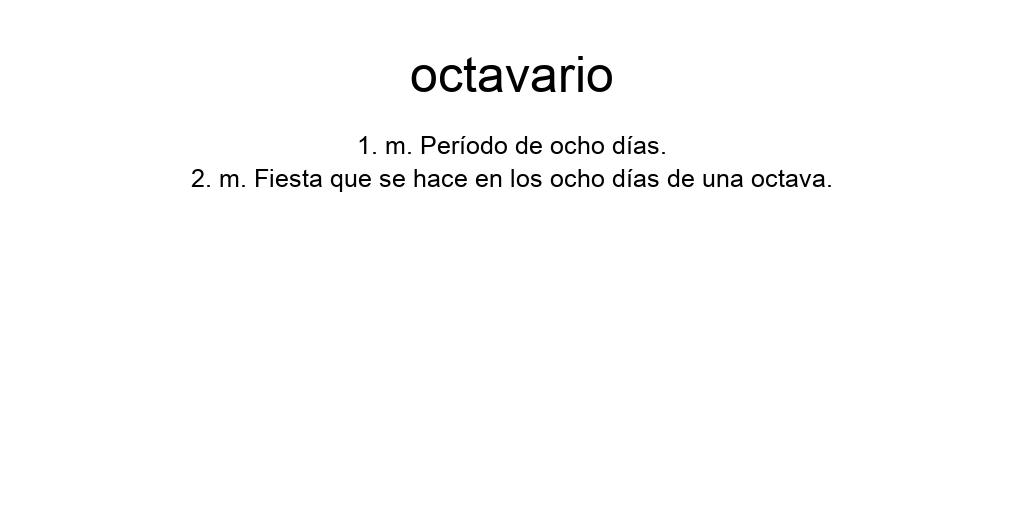 octavario
1. m. Período de ocho días.
2. m. Fiesta que se hace en los ocho días de una octava.